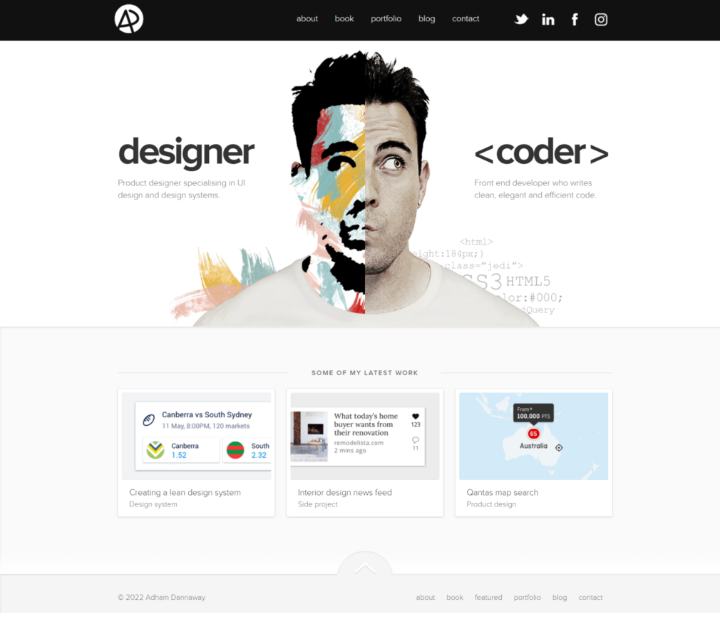 AD
about book portfolio blog contact
designer
Product designer specialising in UI
design and design systems.
<coder>
Front end developer who writes
clean, elegant and efficient code.
<html>
ight:184px;)
class="jedi">
CSS3 HTML5
lor:#000;
Query
SOME OF MY LATEST WORK
Canberra vs South Sydney
11 May, 8:00PM, 120 markets
Canberra
1.52
South
2.32
Creating a lean design system
Design system
What today's home
buyer wants from
their renovation
remodelista.com
2 mins ago
123
11
Interior design news feed
Side project
From*
100,000 PTS
65
Australia
Qantas map search
Product design
© 2022 Adham Dannaway
about book featured portfolio blog contact